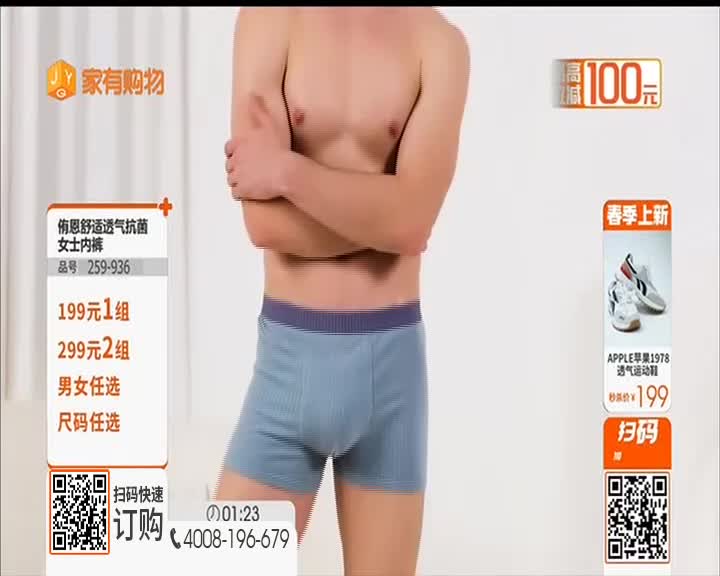 JYG 家有购物
高
减 100元
侑恩舒适透气抗菌
女士内裤
品号 259-936
199元1组
299元2组
男女任选
尺码任选
扫码快速
订购
01:23
4008-196-679
春季上新
APPLE苹果1978
透气运动鞋
秒杀价¥199
扫码